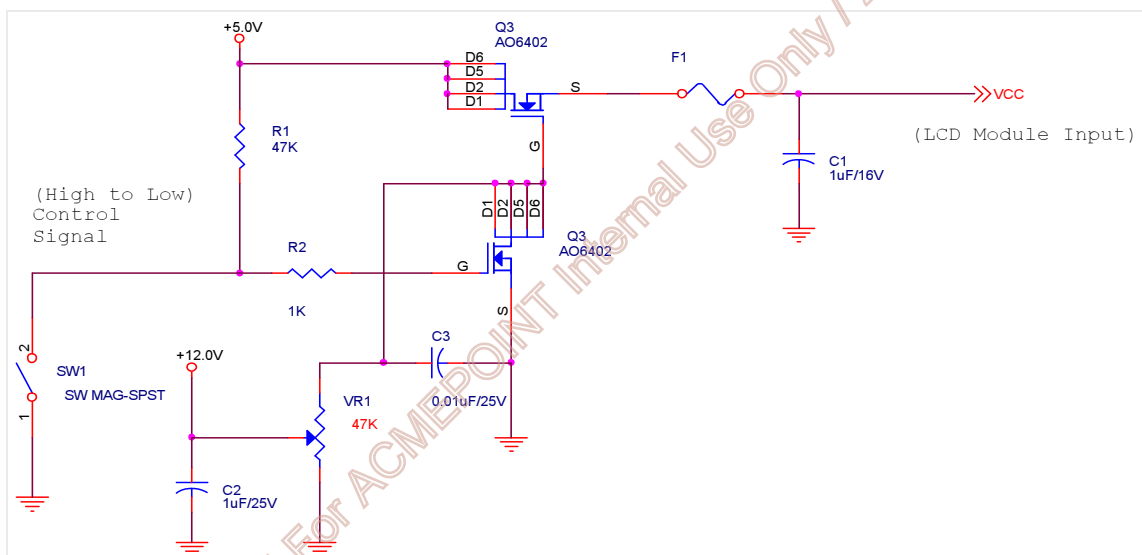 +5.0V
Q3
AO6402
D6
D5
D2
D1
S
G
F1
VCC
(LCD Module Input)
C1
1uF/16V
R1
47K
(High to Low)
Control
Signal
R2
1K
D1
D2
D5
D6
Q3
AO6402
G
S
C3
0.01uF/25V
+12.0V
2
1
SW1
SW MAG-SPST
VR1
47K
C2
1uF/25V
For ACMEPOINT Internal Use Only /